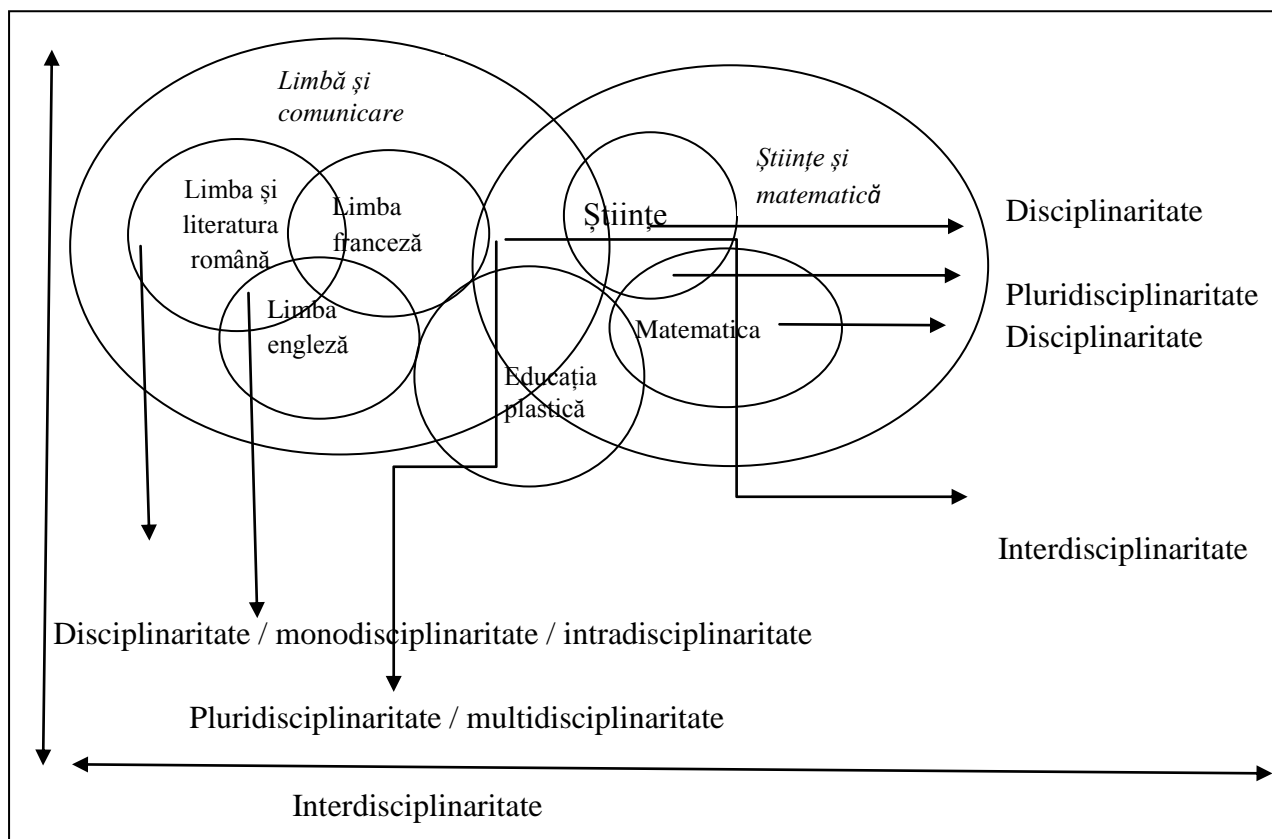 Limbă și
comunicare
Științe și
matematică
Limba și
literatura
română
Limba
franceză
Științe
Disciplinaritate
Pluridisciplinaritate
Limba
engleză
Matematica
Disciplinaritate
Educația
plastică
Interdisciplinaritate
Disciplinaritate / monodisciplinaritate / intradisciplinaritate
Pluridisciplinaritate / multidisciplinaritate
Interdisciplinaritate